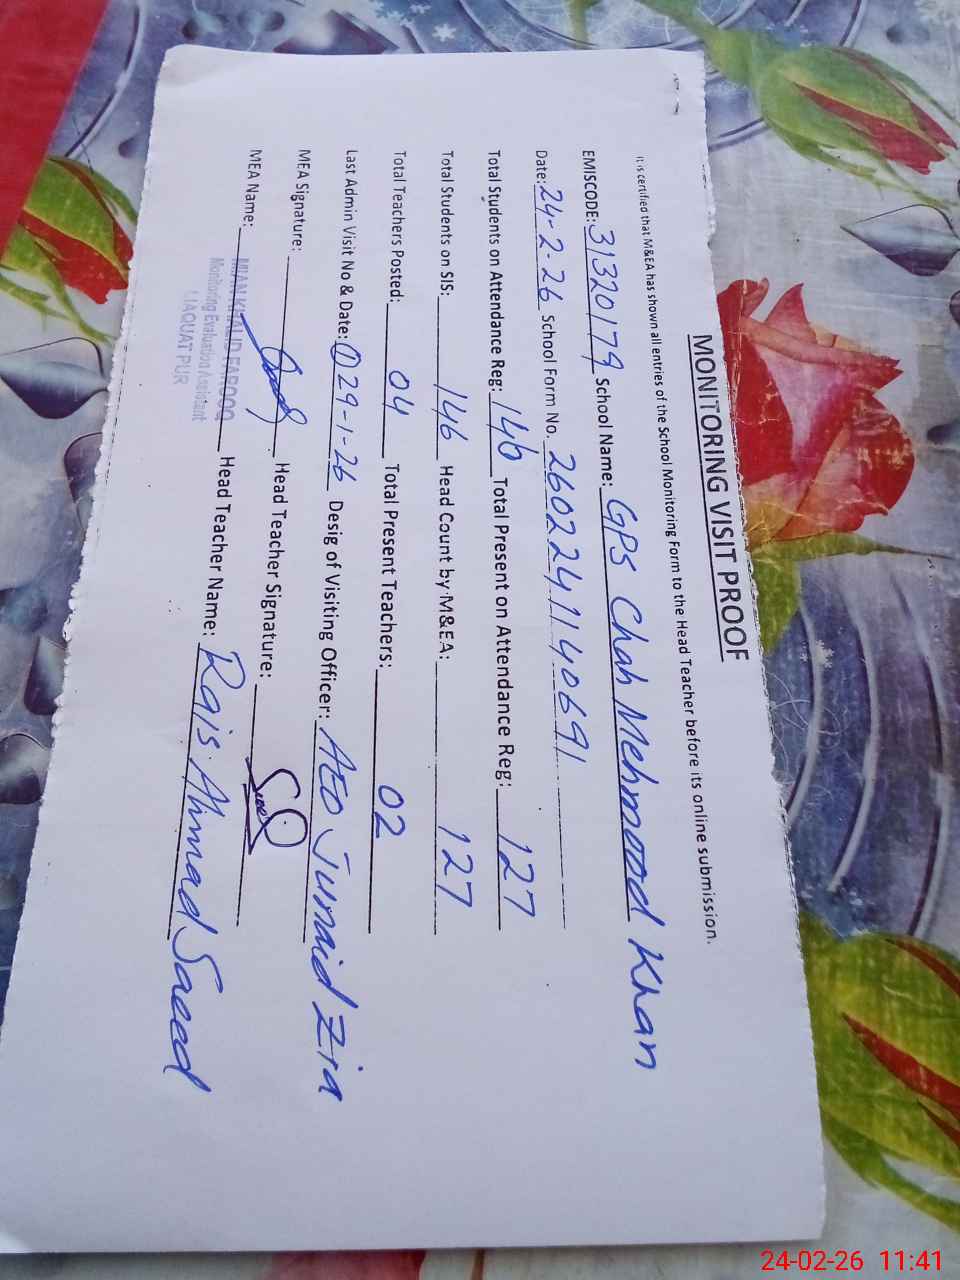 MONITORING VISIT PROOF
It is certified that M&EA has shown all entries of the School Monitoring Form to the Head Teacher before its online submission.
EMISCODE: 31320179 School Name: GPS Chah Mehmood Khan
Date: 24-2-26 School Form No. 2602241140691
Total Students on Attendance Reg: 146 Total Present on Attendance Reg: 127
Total Students on SIS: 146 Head Count by M&EA: 127
Total Teachers Posted: 04 Total Present Teachers: 02
Last Admin Visit No & Date: ① 29-1-26 Desig of Visiting Officer: AEO Junaid Zia
MEA Signature: Head Teacher Signature:
MEA Name: MIAN KHALID FAROOQ Head Teacher Name: Rais Ahmad Saeed
Monitoring Evaluation Assistant
LIAQUAT PUR
24-02-26 11:41